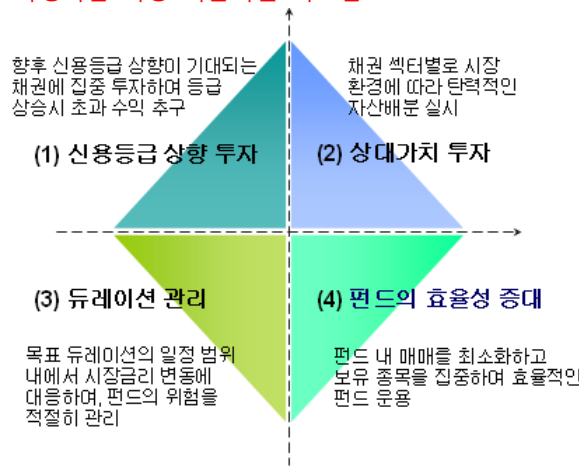 향후 신용등급 상향이 기대되는
채권에 집중 투자하며 등급
상승시 초과 수익 추구
(1) 신용등급 상향 투자
채권 섹터별로 시장
환경에 따라 탄력적인
자산배분 실시
(2) 상대가치 투자
(3) 듀레이션 관리
목표 듀레이션의 일정 범위
내에서 시장금리 변동에
대응하며, 펀드의 위험을
적절히 관리
(4) 펀드의 효율성 증대
펀드 내 매매를 최소화하고
보유 종목을 집중하며 효율적인
펀드 운용